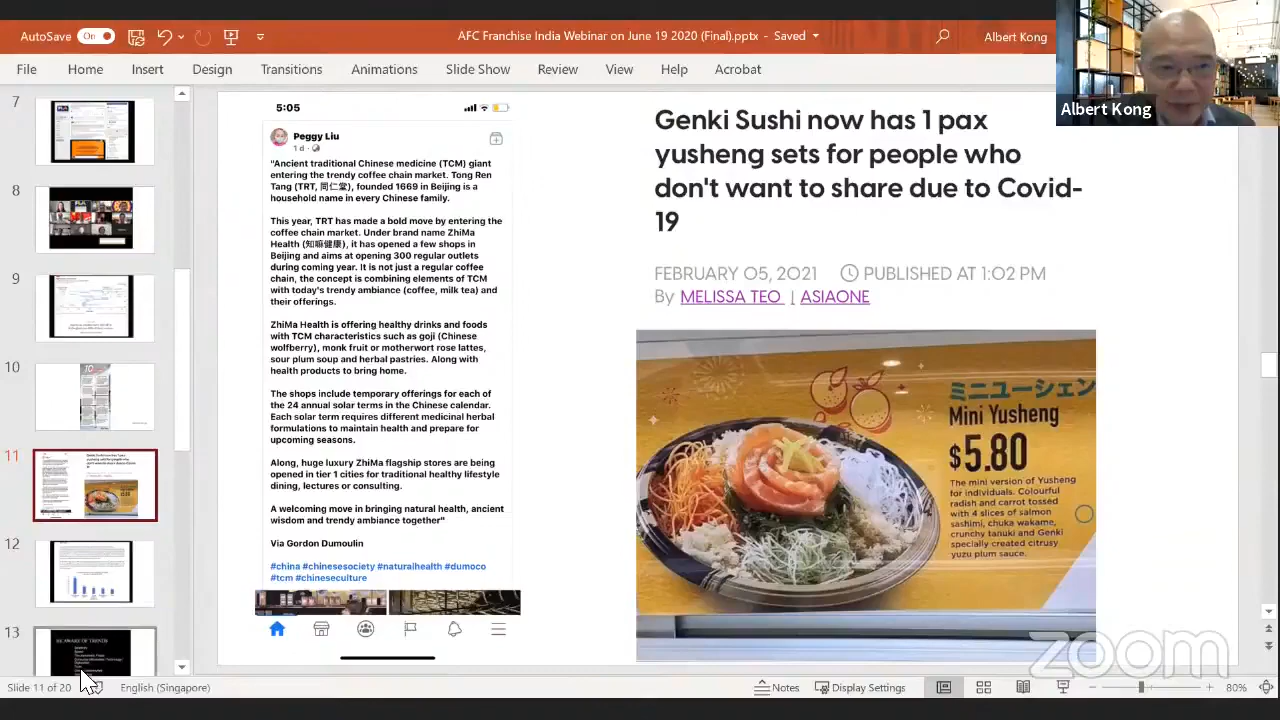 AutoSave On
AFC Franchise India Webinar on June 19 2020 (Final).pptx - Saved
Albert Kong
File Home Insert Design Transitions Animations Slide Show Review View Help Acrobat
Albert Kong
7
8
9
10
11
12
13
5:05
Peggy Liu
1 d
"Ancient traditional Chinese medicine (TCM) giant
entering the trendy coffee chain market. Tong Ren
Tang (TRT, 同仁堂), founded 1669 in Beijing is a
household name in every Chinese family.
This year, TRT has made a bold move by entering the
coffee chain market. Under brand name ZhiMa
Health (知嘛健康), it has opened a few shops in
Beijing and aims at opening 300 regular outlets
during coming year. It is not just a regular coffee
chain, the concept is combining elements of TCM
with today's trendy ambiance (coffee, milk tea) and
their offerings.
ZhiMa Health is offering healthy drinks and foods
with TCM characteristics such as goji (Chinese
wolfberry), monk fruit or motherwort rose lattes,
sour plum soup and herbal pastries. Along with
health products to bring home.
The shops include temporary offerings for each of
the 24 annual solar terms in the Chinese calendar.
Each solar term requires different medicinal herbal
formulations to maintain health and prepare for
upcoming seasons.
Along, huge luxury ZhiMa flagship stores are being
opened in tier 1 cities for traditional healthy lifestyle
dining, lectures or consulting.
A welcoming move in bringing natural health, ancient
wisdom and trendy ambiance together"
Via Gordon Dumoulin
#china #chinesesociety #naturalhealth #dumoco
#tcm #chineseculture
Genki Sushi now has 1 pax
yusheng sets for people who
don't want to share due to Covid-
19
FEBRUARY 05, 2021 PUBLISHED AT 1:02 PM
By MELISSA TEO | ASIAONE
ミニユーシェン
Mini Yusheng
$5.80
The mini version of Yusheng
for individuals. Colourful
radish and carrot tossed
with 4 slices of salmon
sashimi, chuka wakame,
crunchy tanuki and Genki
specially created citrusy
yuzu plum sauce.
BE AWARE OF TRENDS
zoom
Slide 11 of 20 English (Singapore) Notes Display Settings 80%